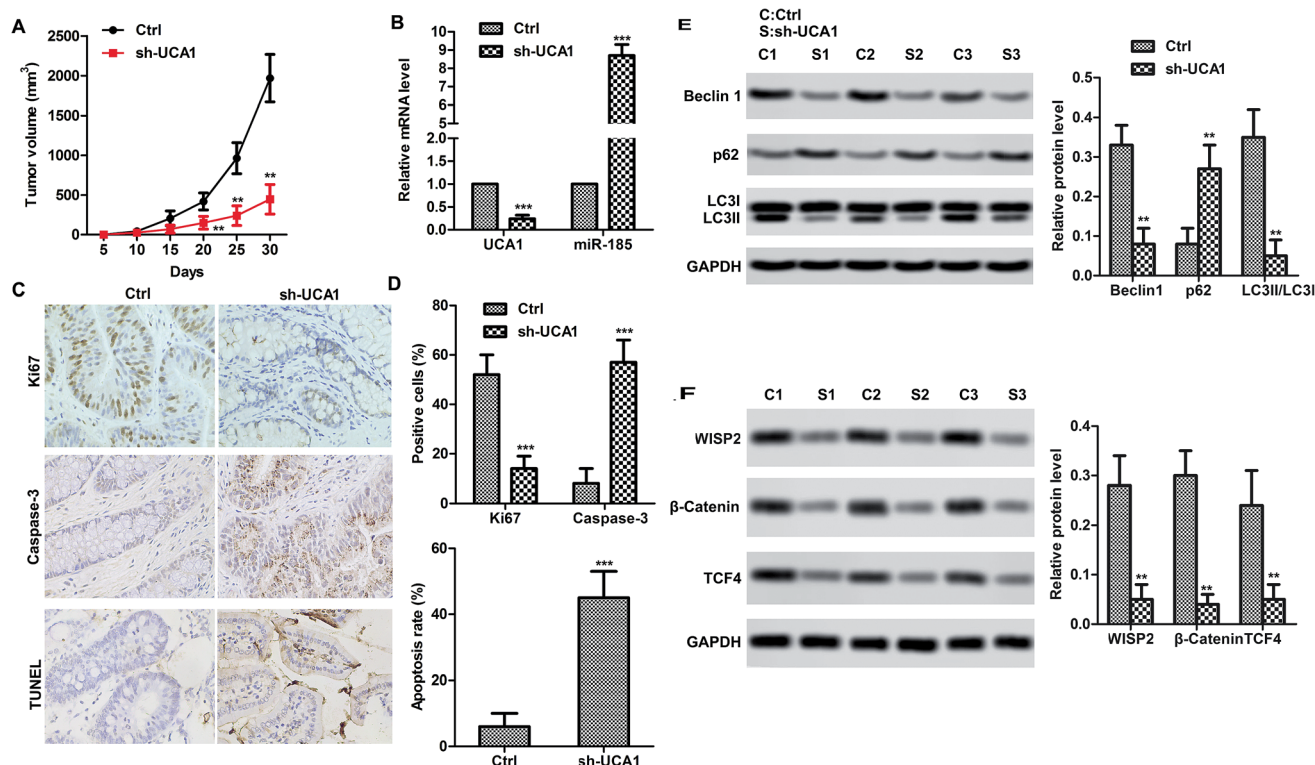 A
Ctrl
sh-UCA1
Tumor volume (mm3)
2500
2000
1500
1000
500
0
**
**
**
5 10 15 20 25 30
Days
B
Ctrl
sh-UCA1
Relative mRNA level
10
9
8
7
6
5
4
2.0
1.5
1.0
0.5
0.0
***
***
UCA1 miR-185
C
Ctrl sh-UCA1
Ki67
Caspase-3
TUNEL
D
Ctrl
sh-UCA1
Positive cells (%)
80
60
40
20
0
***
***
Ki67 Caspase-3
Apoptosis rate (%)
60
40
20
0
***
Ctrl sh-UCA1
E
C:Ctrl
S:sh-UCA1
C1 S1 C2 S2 C3 S3
Beclin 1
p62
LC3I
LC3II
GAPDH
Ctrl
sh-UCA1
Relative protein level
0.5
0.4
0.3
0.2
0.1
0.0
**
**
**
Beclin1 p62 LC3II/LC3I
F
C1 S1 C2 S2 C3 S3
WISP2
β-Catenin
TCF4
GAPDH
Relative protein level
0.4
0.3
0.2
0.1
0.0
**
**
**
WISP2 β-CateninTCF4